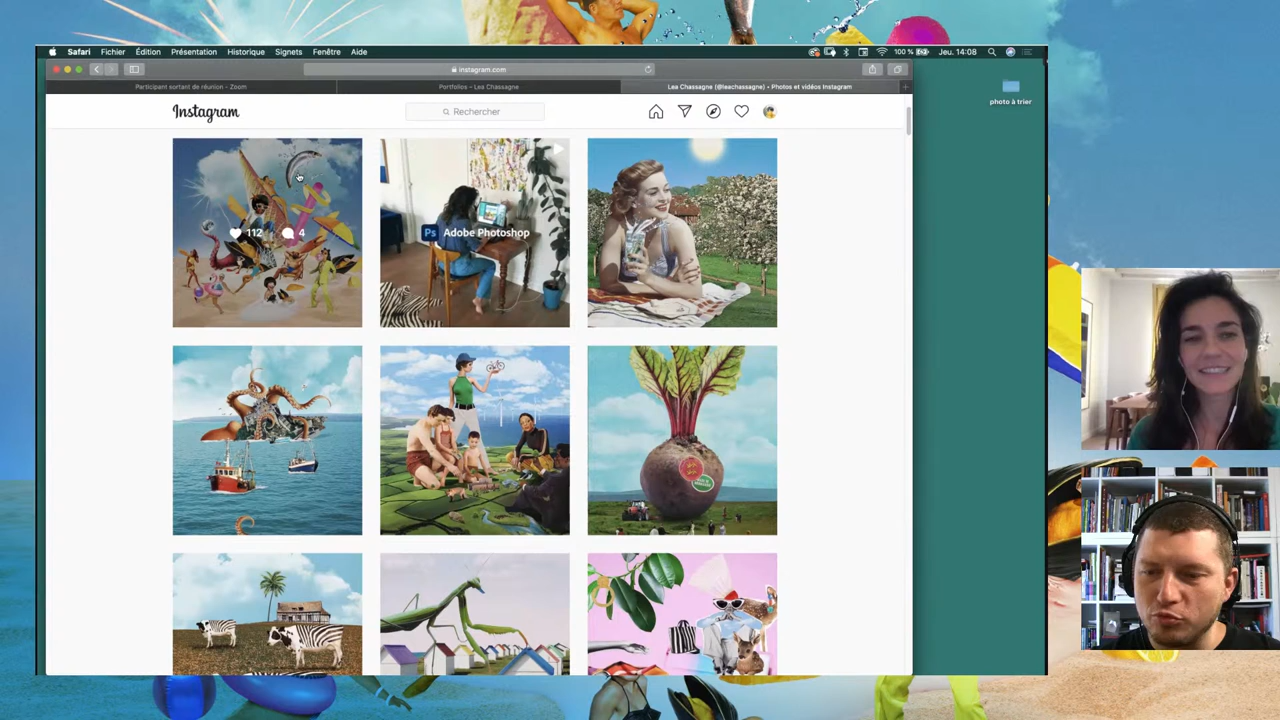 Safari Fichier Édition Présentation Historique Signets Fenêtre Aide 100 % Jeu. 14:08
instagram.com
Participant sortant de réunion - Zoom Portfolios - Lea Chassagne Lea Chassagne (@leachassagne) • Photos et vidéos Instagram
photo à trier
Instagram Rechercher
112 4 Ps Adobe Photoshop